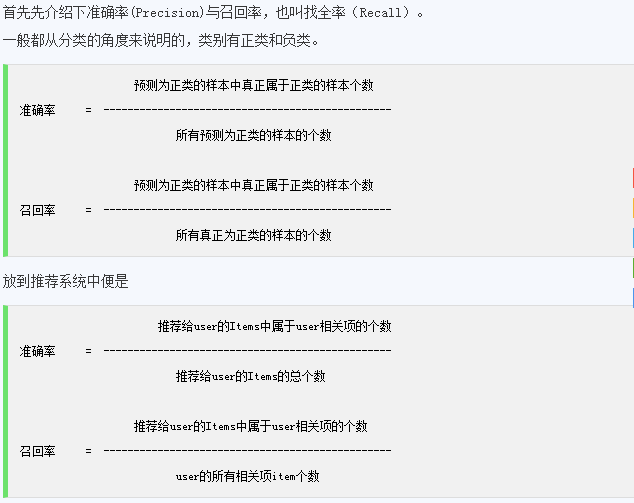 首先先介绍下准确率(Precision)与召回率，也叫找全率（Recall）。
一般都从分类的角度来说明的，类别有正类和负类。
预测为正类的样本中真正属于正类的样本个数
准确率 = ------------------------------------------------
所有预测为正类的样本的个数
预测为正类的样本中真正属于正类的样本个数
召回率 = ------------------------------------------------
所有真正为正类的样本的个数
放到推荐系统中便是
推荐给user的Items中属于user相关项的个数
准确率 = ------------------------------------------------
推荐给user的Items的总个数
推荐给user的Items中属于user相关项的个数
召回率 = ------------------------------------------------
user的所有相关项item个数